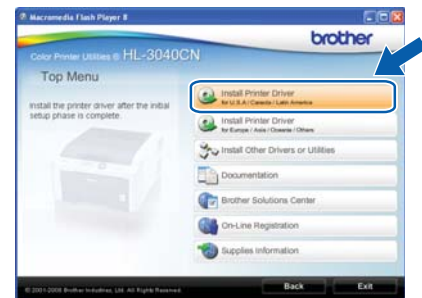 Macromedia Flash Player 8
brother
Color Printer Utilities © HL-3040CN
Top Menu
Install the printer driver after the initial
setup phase is complete.
Install Printer Driver
for U.S.A / Canada / Latin America
Install Printer Driver
for Europe / Asia / Oceania / Others
Install Other Drivers or Utilities
Documentation
Brother Solutions Center
On-Line Registration
Supplies Information
© 2001-2008 Brother Industries, Ltd. All Rights Reserved.
Back
Exit